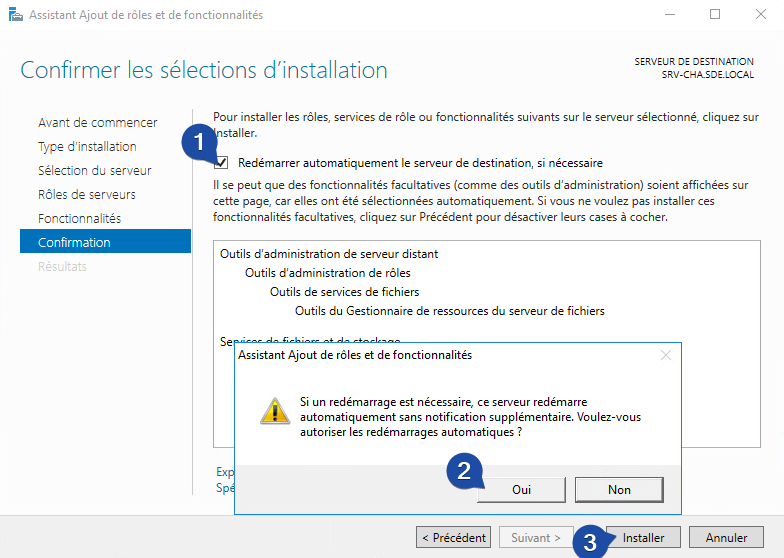 Assistant Ajout de rôles et de fonctionnalités
Confirmer les sélections d'installation
SERVEUR DE DESTINATION
SRV-CHA.SDE.LOCAL
Avant de commencer
Type d'installation
Sélection du serveur
Rôles de serveurs
Fonctionnalités
Confirmation
Résultats
Pour installer les rôles, services de rôle ou fonctionnalités suivants sur le serveur sélectionné, cliquez sur
Installer.
1
Redémarrer automatiquement le serveur de destination, si nécessaire
Il se peut que des fonctionnalités facultatives (comme des outils d'administration) soient affichées sur
cette page, car elles ont été sélectionnées automatiquement. Si vous ne voulez pas installer ces
fonctionnalités facultatives, cliquez sur Précédent pour désactiver leurs cases à cocher.
Outils d'administration de serveur distant
Outils d'administration de rôles
Outils de services de fichiers
Outils du Gestionnaire de ressources du serveur de fichiers
Services de fichiers et de stockage
Assistant Ajout de rôles et de fonctionnalités
Si un redémarrage est nécessaire, ce serveur redémarre
automatiquement sans notification supplémentaire. Voulez-vous
autoriser les redémarrages automatiques ?
Exp
Spé
2
Oui
Non
< Précédent
Suivant >
3
Installer
Annuler